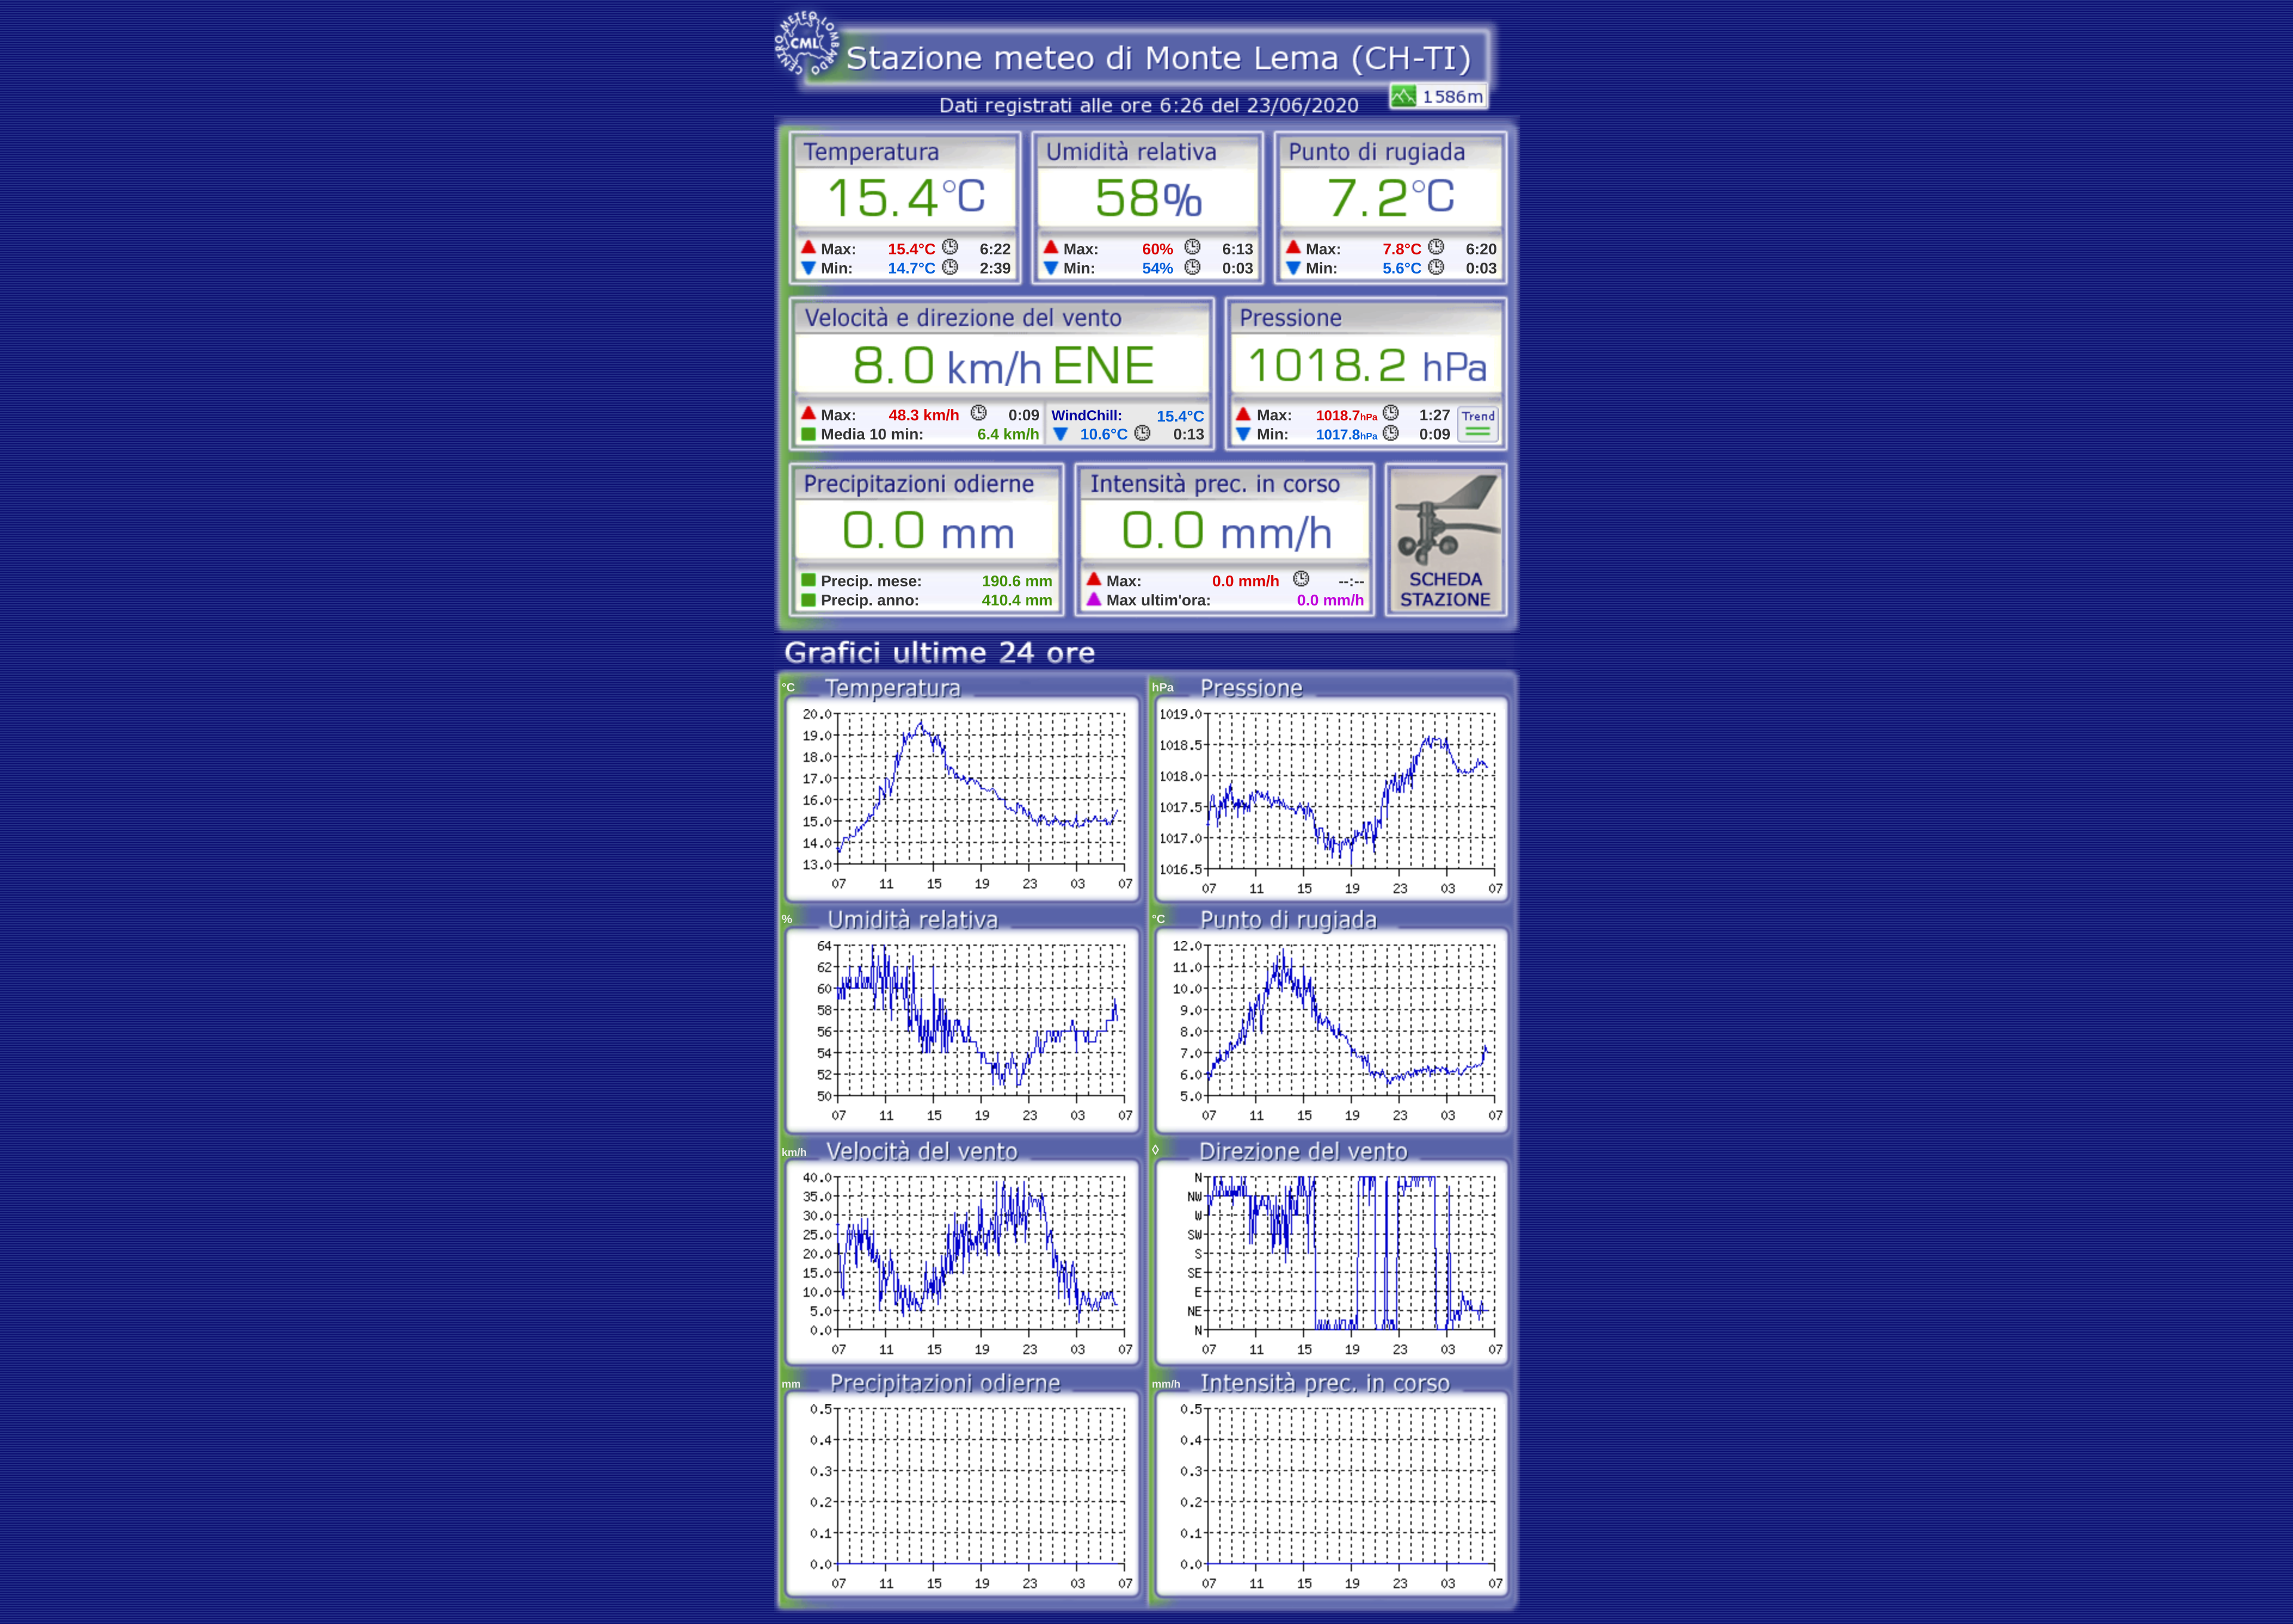 CENTRO METEO LOMBARDO
CML
Stazione meteo di Monte Lema (CH-TI)
1586m
Dati registrati alle ore 6:26 del 23/06/2020
Temperatura
15.4°C
Max: 15.4°C 6:22
Min: 14.7°C 2:39
Umidità relativa
58%
Max: 60% 6:13
Min: 54% 0:03
Punto di rugiada
7.2°C
Max: 7.8°C 6:20
Min: 5.6°C 0:03
Velocità e direzione del vento
8.0 km/h ENE
Max: 48.3 km/h 0:09
Media 10 min: 6.4 km/h
WindChill: 15.4°C
10.6°C 0:13
Pressione
1018.2 hPa
Max: 1018.7hPa 1:27
Min: 1017.8hPa 0:09
Trend
Precipitazioni odierne
0.0 mm
Precip. mese: 190.6 mm
Precip. anno: 410.4 mm
Intensità prec. in corso
0.0 mm/h
Max: 0.0 mm/h --:--
Max ultim'ora: 0.0 mm/h
SCHEDA
STAZIONE
Grafici ultime 24 ore
°C Temperatura
20.0
19.0
18.0
17.0
16.0
15.0
14.0
13.0
07 11 15 19 23 03 07
hPa Pressione
1019.0
1018.5
1018.0
1017.5
1017.0
1016.5
07 11 15 19 23 03 07
% Umidità relativa
64
62
60
58
56
54
52
50
07 11 15 19 23 03 07
°C Punto di rugiada
12.0
11.0
10.0
9.0
8.0
7.0
6.0
5.0
07 11 15 19 23 03 07
km/h Velocità del vento
40.0
35.0
30.0
25.0
20.0
15.0
10.0
5.0
0.0
07 11 15 19 23 03 07
◊ Direzione del vento
N
NW
W
SW
S
SE
E
NE
N
07 11 15 19 23 03 07
mm Precipitazioni odierne
0.5
0.4
0.3
0.2
0.1
0.0
07 11 15 19 23 03 07
mm/h Intensità prec. in corso
0.5
0.4
0.3
0.2
0.1
0.0
07 11 15 19 23 03 07